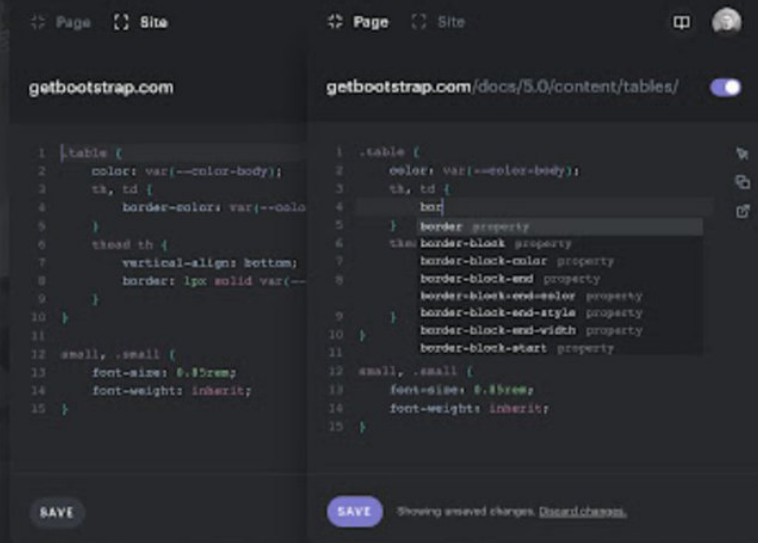 Page Site
getbootstrap.com
1 .table {
2 color: var(--color-body);
3 th, td {
4 border-color: var(--colo
5 }
6 thead th {
7 vertical-align: bottom;
8 border: 1px solid var(--
9 }
10 }
11
12 small, .small {
13 font-size: 0.85rem;
14 font-weight: inherit;
15 }
SAVE
Page Site
getbootstrap.com/docs/5.0/content/tables/
1 .table {
2 color: var(--color-body);
3 th, td {
4 bor
5 }
border property
6 the
border-block property
7
border-block-color property
8
border-block-end property
border-block-end-color property
9 }
border-block-end-style property
10 }
border-block-end-width property
11
border-block-start property
12 small, .small {
13 font-size: 0.85rem;
14 font-weight: inherit;
15 }
SAVE Showing unsaved changes. Discard changes.